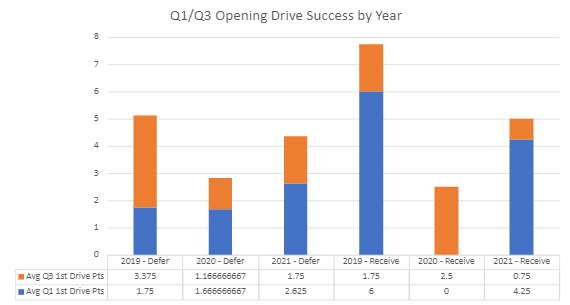 Q1/Q3 Opening Drive Success by Year
8
7
6
5
4
3
2
1
0
2019 - Defer 2020 - Defer 2021 - Defer 2019 - Receive 2020 - Receive 2021 - Receive
Avg Q3 1st Drive Pts 3.375 1.166666667 1.75 1.75 2.5 0.75
Avg Q1 1st Drive Pts 1.75 1.666666667 2.625 6 0 4.25